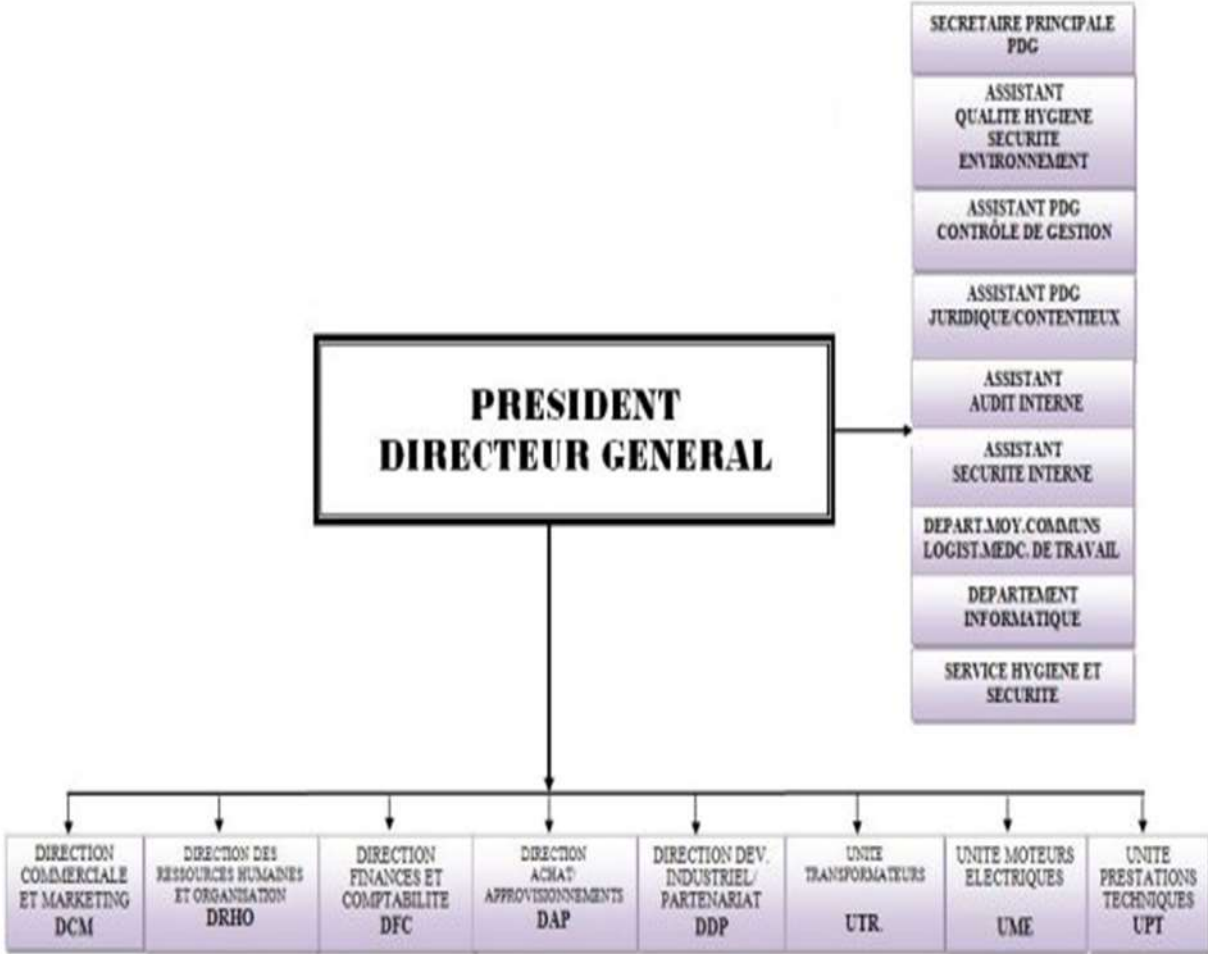 SECRETAIRE PRINCIPALE
PDG
ASSISTANT
QUALITE HYGIENE
SECURITE
ENVIRONNEMENT
ASSISTANT PDG
CONTRÔLE DE GESTION
ASSISTANT PDG
JURIDIQUE/CONTENTIEUX
ASSISTANT
AUDIT INTERNE
ASSISTANT
SECURITE INTERNE
DEPART.MOY.COMMUNS
LOGIST.MEDC. DE TRAVAIL
DEPARTEMENT
INFORMATIQUE
SERVICE HYGIENE ET
SECURITE
PRESIDENT
DIRECTEUR GENERAL
DIRECTION
COMMERCIALE
ET MARKETING
DCM
DIRECTION DES
RESSOURCES HUMAINES
ET ORGANISATION
DRHO
DIRECTION
FINANCES ET
COMPTABILITE
DFC
DIRECTION
ACHAT/
APPROVISIONNEMENTS
DAP
DIRECTION DEV.
INDUSTRIEL/
PARTENARIAT
DDP
UNITE
TRANSFORMATEURS
UTR.
UNITE MOTEURS
ELECTRIQUES
UME
UNITE
PRESTATIONS
TECHNIQUES
UPT